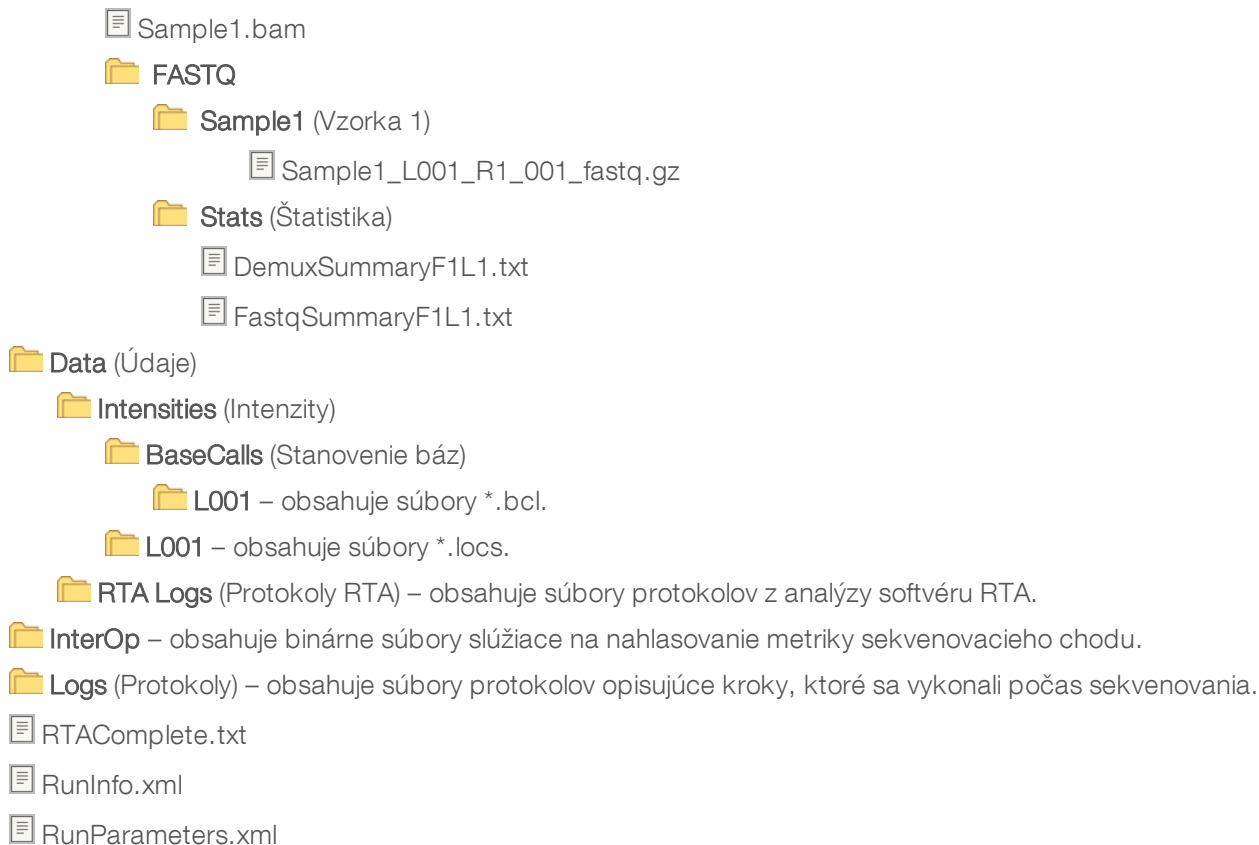 Sample1.bam
FASTQ
Sample1 (Vzorka 1)
Sample1_L001_R1_001_fastq.gz
Stats (Štatistika)
DemuxSummaryF1L1.txt
FastqSummaryF1L1.txt
Data (Údaje)
Intensities (Intenzity)
BaseCalls (Stanovenie báz)
L001 – obsahuje súbory *.bcl.
L001 – obsahuje súbory *.locs.
RTA Logs (Protokoly RTA) – obsahuje súbory protokolov z analýzy softvéru RTA.
InterOp – obsahuje binárne súbory slúžiace na nahlasovanie metriky sekvenovacieho chodu.
Logs (Protokoly) – obsahuje súbory protokolov opisujúce kroky, ktoré sa vykonali počas sekvenovania.
RTAComplete.txt
RunInfo.xml
RunParameters.xml